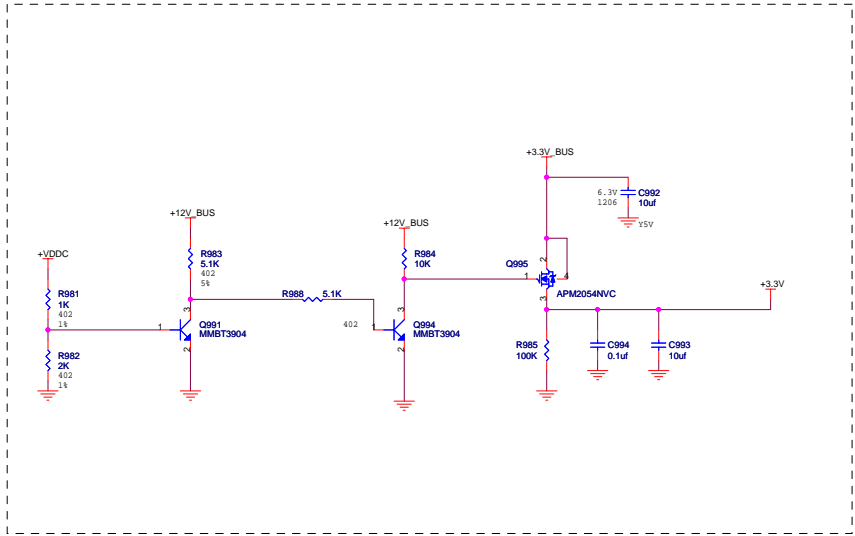 +3.3V_BUS
6.3V
1206
C992
10uf
Y5V
+12V_BUS
+12V_BUS
+VDDC
R983
5.1K
402
5%
R984
10K
Q995
2
1
4
3
APM2054NVC
+3.3V
R981
1K
402
1%
R988
5.1K
3
1
2
Q991
MMBT3904
402
3
1
2
Q994
MMBT3904
R982
2K
402
1%
R985
100K
C994
0.1uf
C993
10uf